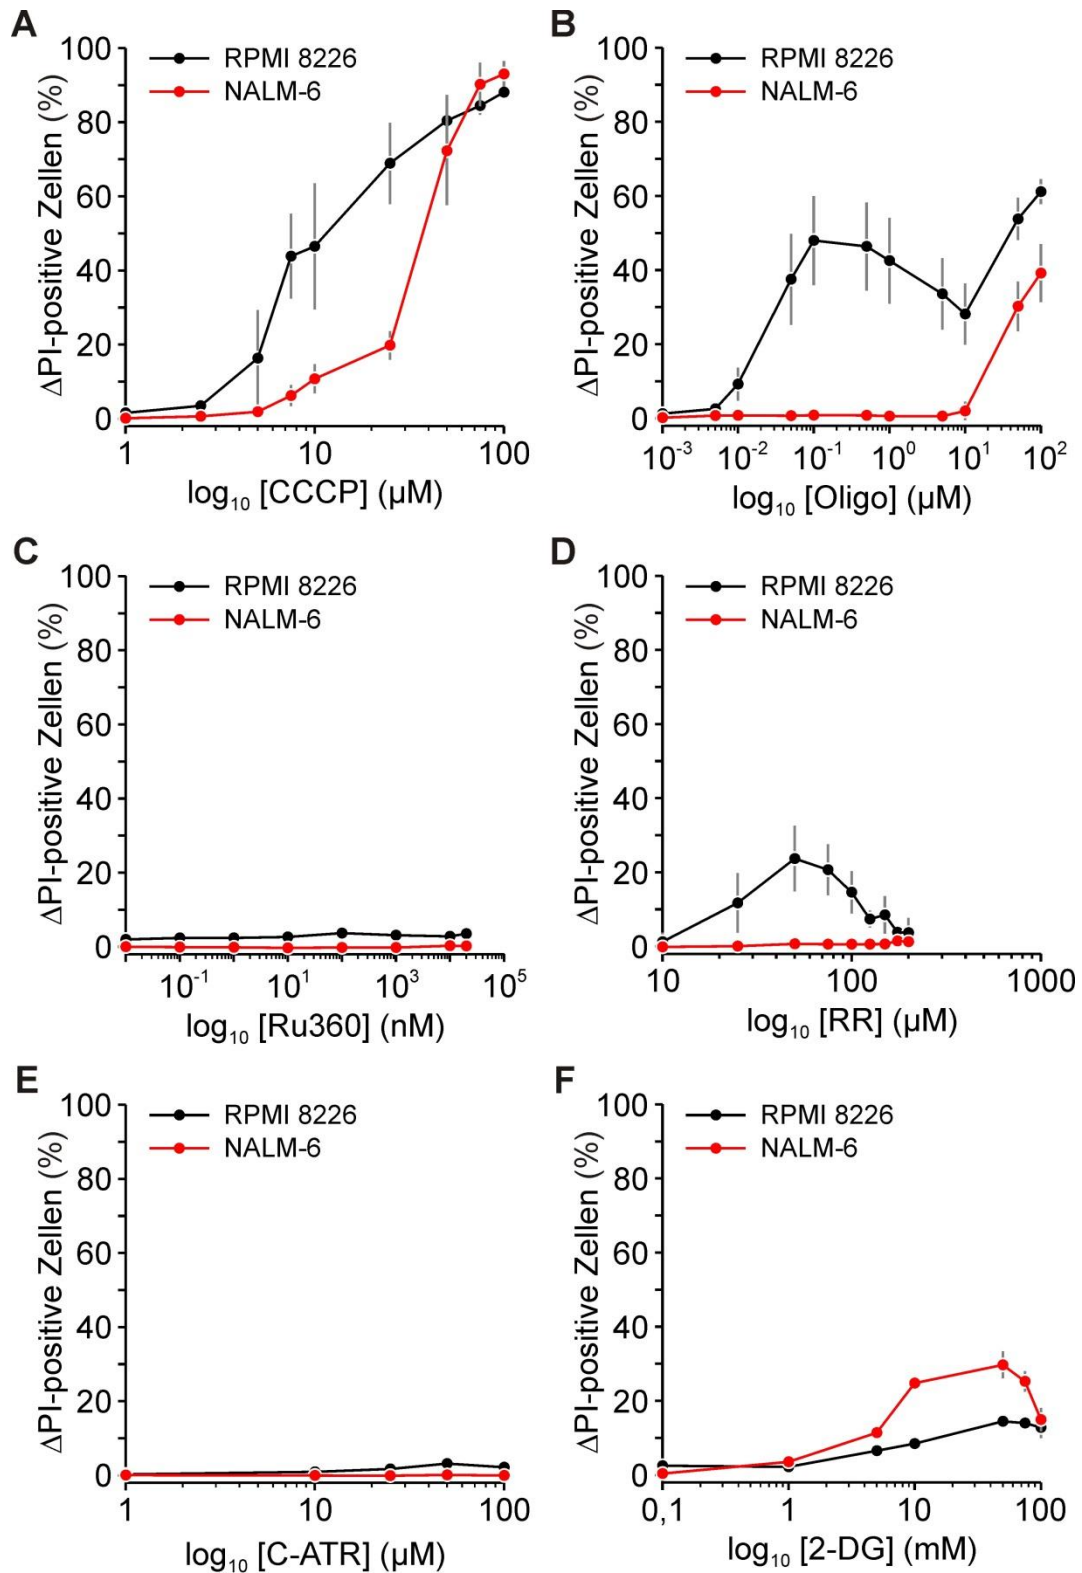 A
100
80
60
40
20
0
ΔPI-positive Zellen (%)
RPMI 8226
NALM-6
1
10
100
log₁₀ [CCCP] (µM)
B
100
80
60
40
20
0
ΔPI-positive Zellen (%)
RPMI 8226
NALM-6
10⁻³
10⁻²
10⁻¹
10⁰
10¹
10²
log₁₀ [Oligo] (µM)
C
100
80
60
40
20
0
ΔPI-positive Zellen (%)
RPMI 8226
NALM-6
10⁻¹
10¹
10³
10⁵
log₁₀ [Ru360] (nM)
D
100
80
60
40
20
0
ΔPI-positive Zellen (%)
RPMI 8226
NALM-6
10
100
1000
log₁₀ [RR] (µM)
E
100
80
60
40
20
0
ΔPI-positive Zellen (%)
RPMI 8226
NALM-6
1
10
100
log₁₀ [C-ATR] (µM)
F
100
80
60
40
20
0
ΔPI-positive Zellen (%)
RPMI 8226
NALM-6
0,1
1
10
100
log₁₀ [2-DG] (mM)